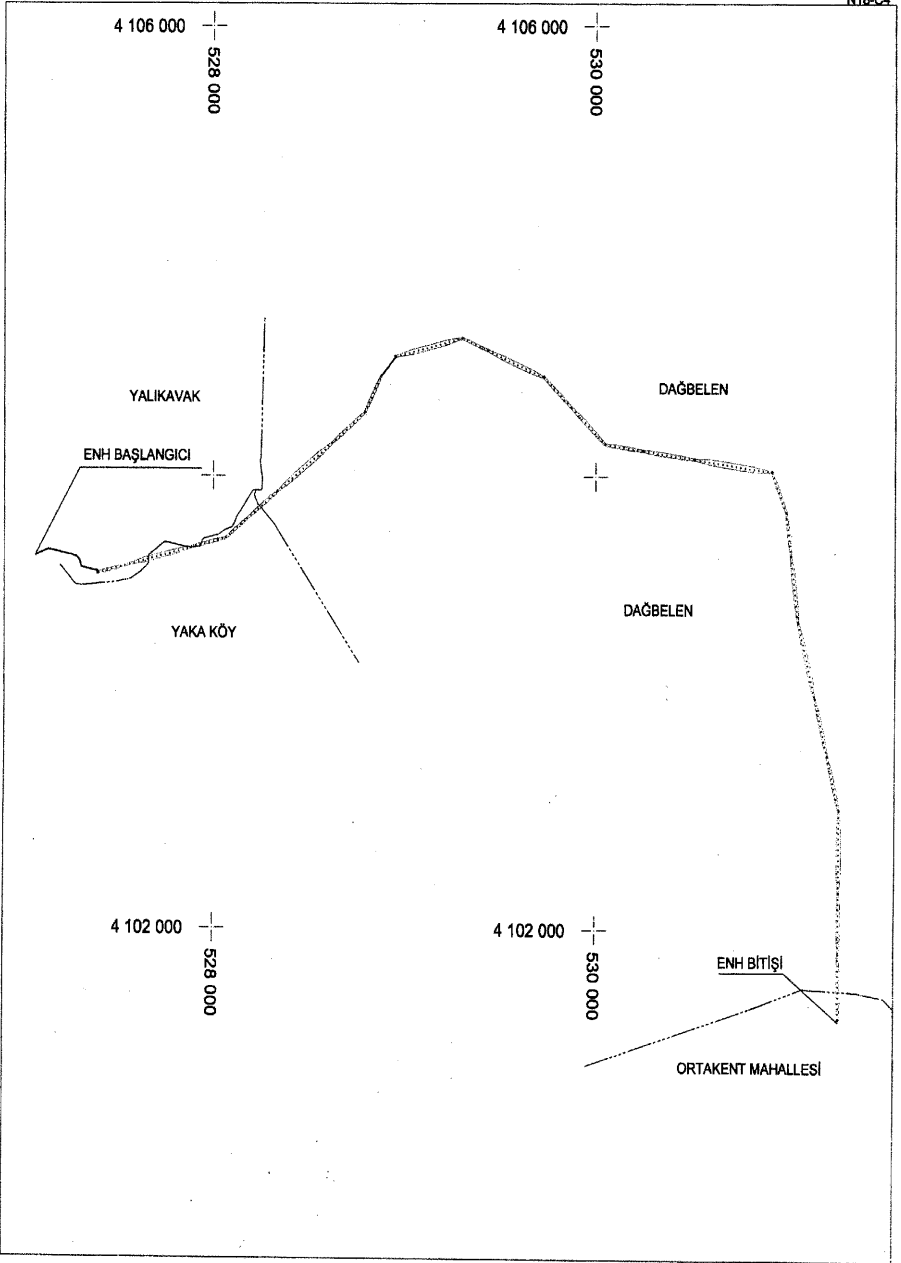 4 106 000
528 000
4 106 000
530 000
YALIKAVAK
DAĞBELEN
ENH BAŞLANGICI
DAĞBELEN
YAKA KÖY
4 102 000
528 000
4 102 000
530 000
ENH BİTİŞİ
ORTAKENT MAHALLESİ